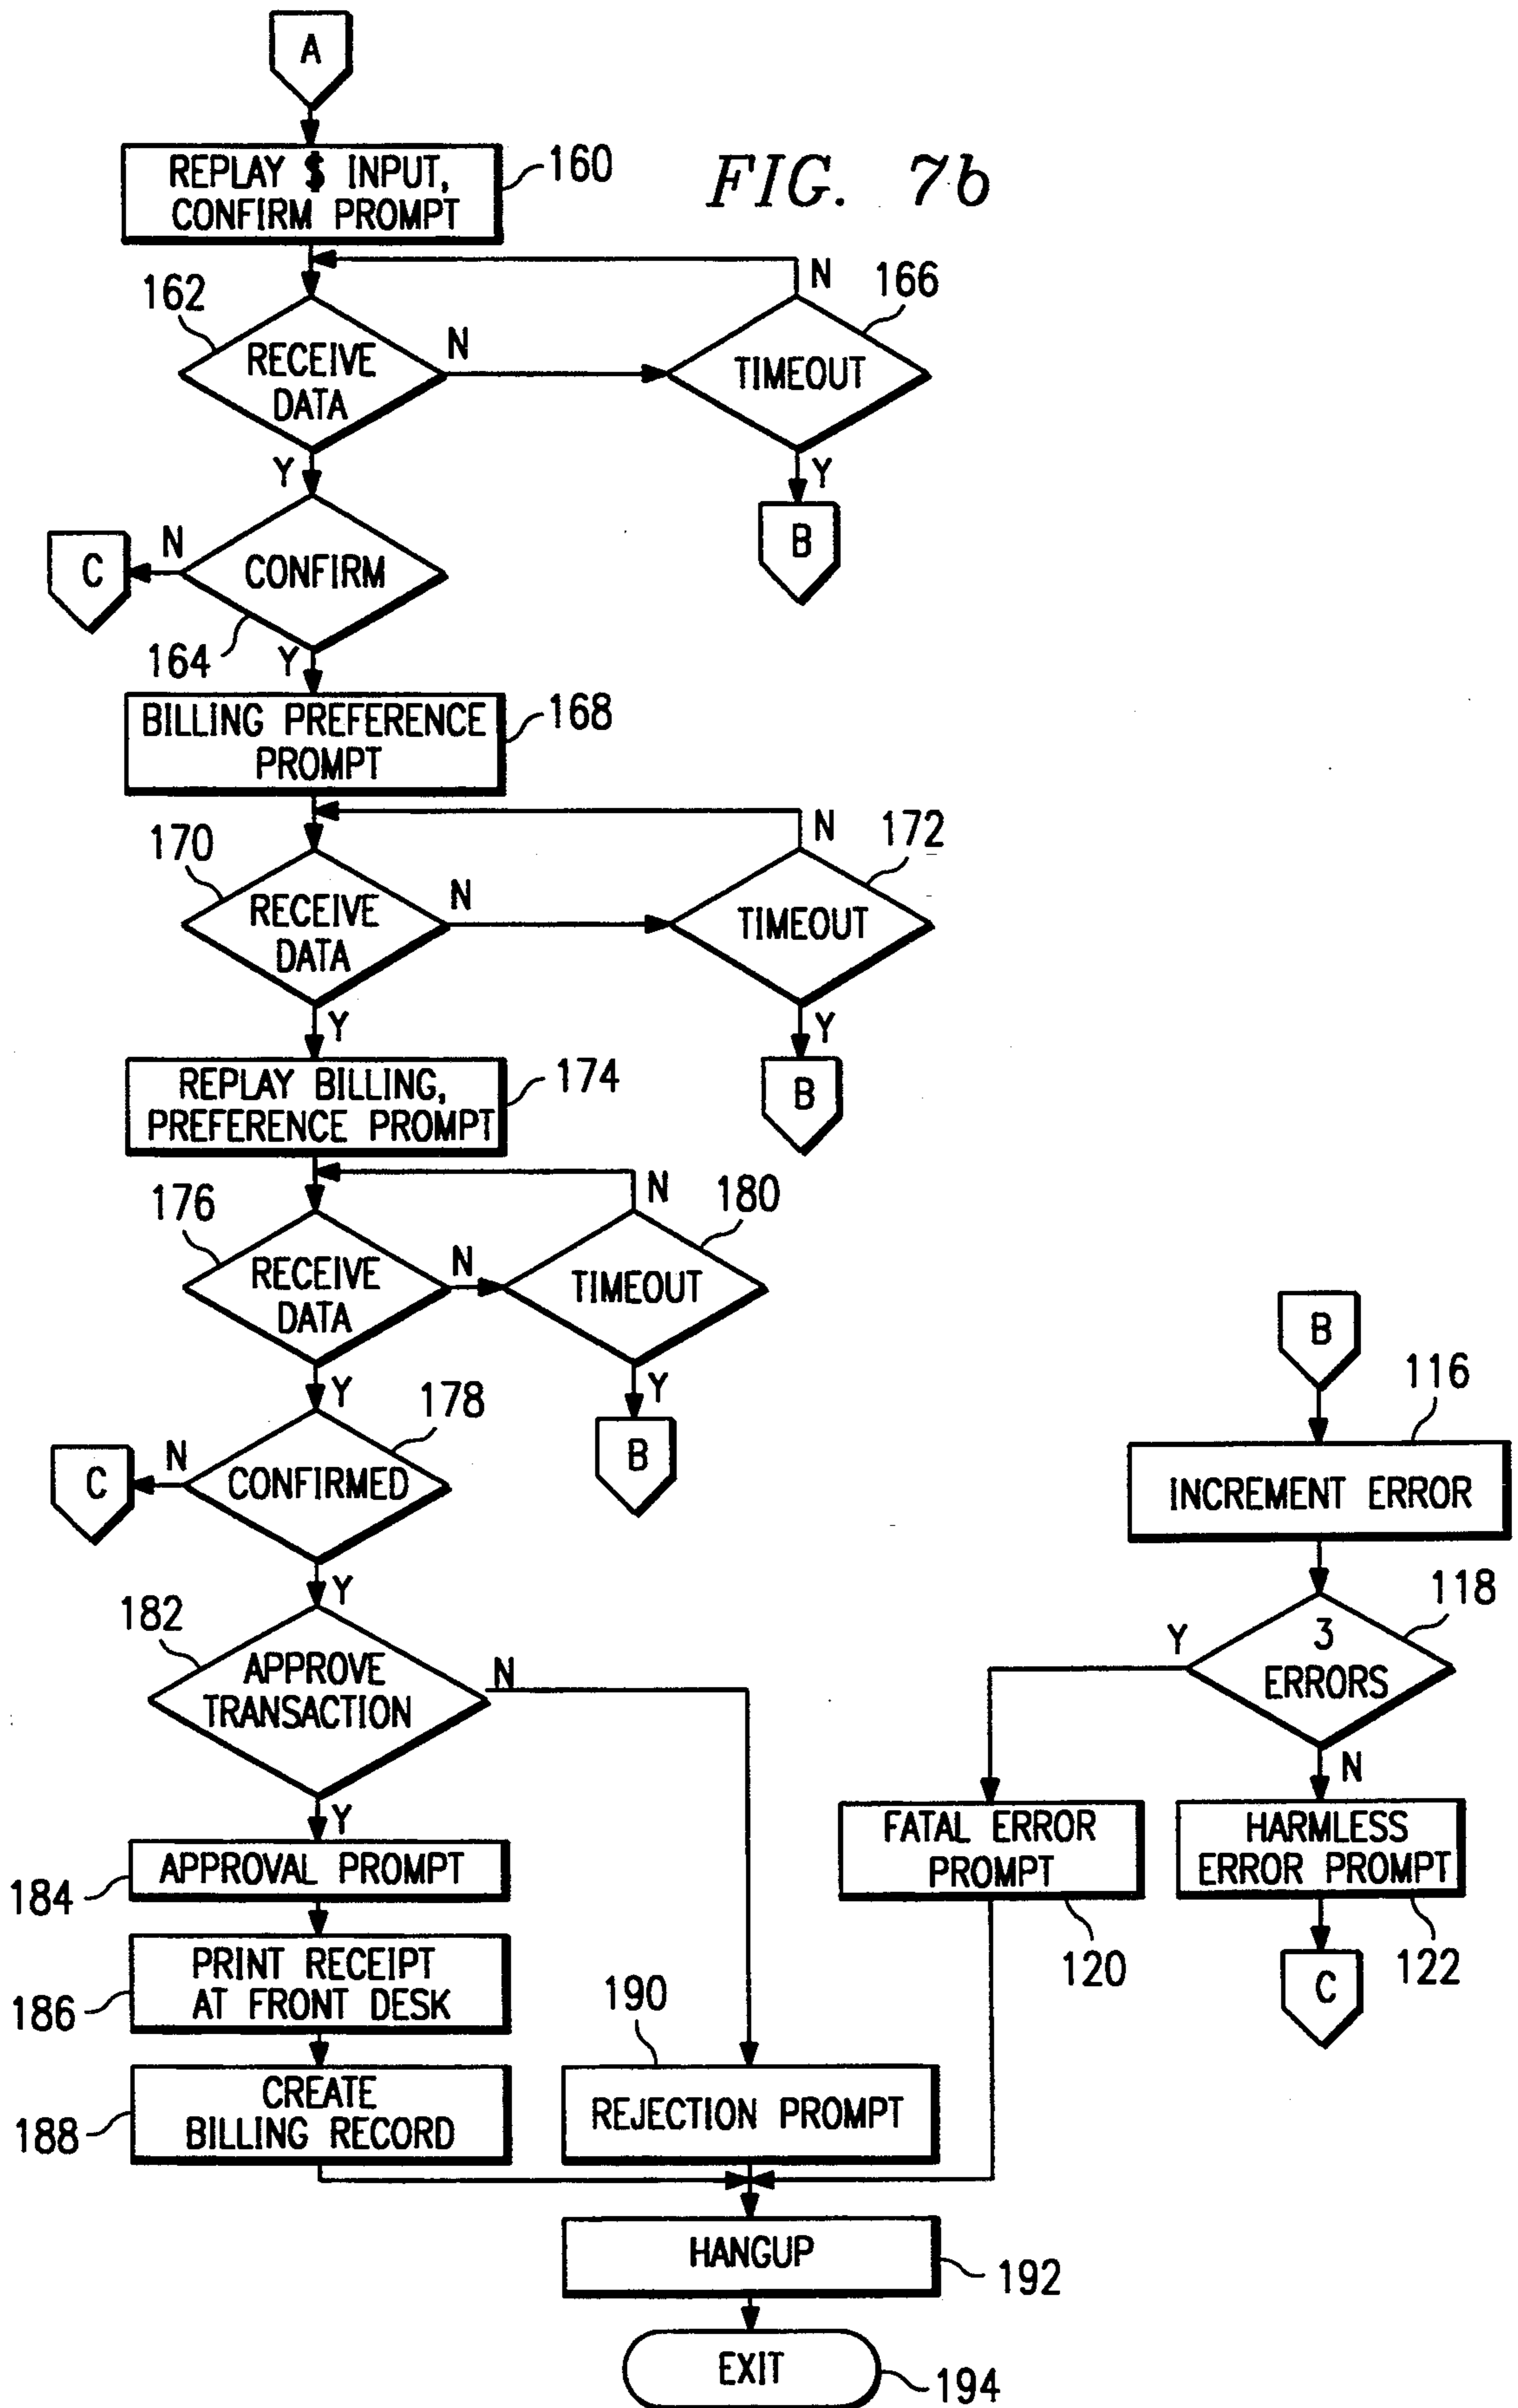 A
REPLAY $ INPUT,
CONFIRM PROMPT
160
FIG. 7b
162
RECEIVE
DATA
N
TIMEOUT
N
166
Y
B
Y
CONFIRM
N
C
164
Y
BILLING PREFERENCE
PROMPT
168
170
RECEIVE
DATA
N
TIMEOUT
N
172
Y
B
Y
REPLAY BILLING,
PREFERENCE PROMPT
174
176
RECEIVE
DATA
N
TIMEOUT
N
180
Y
B
Y
178
CONFIRMED
N
C
Y
182
APPROVE
TRANSACTION
N
Y
APPROVAL PROMPT
184
PRINT RECEIPT
AT FRONT DESK
186
CREATE
BILLING RECORD
188
190
REJECTION PROMPT
B
116
INCREMENT ERROR
118
3
ERRORS
Y
N
FATAL ERROR
PROMPT
120
HARMLESS
ERROR PROMPT
122
C
HANGUP
192
EXIT
194